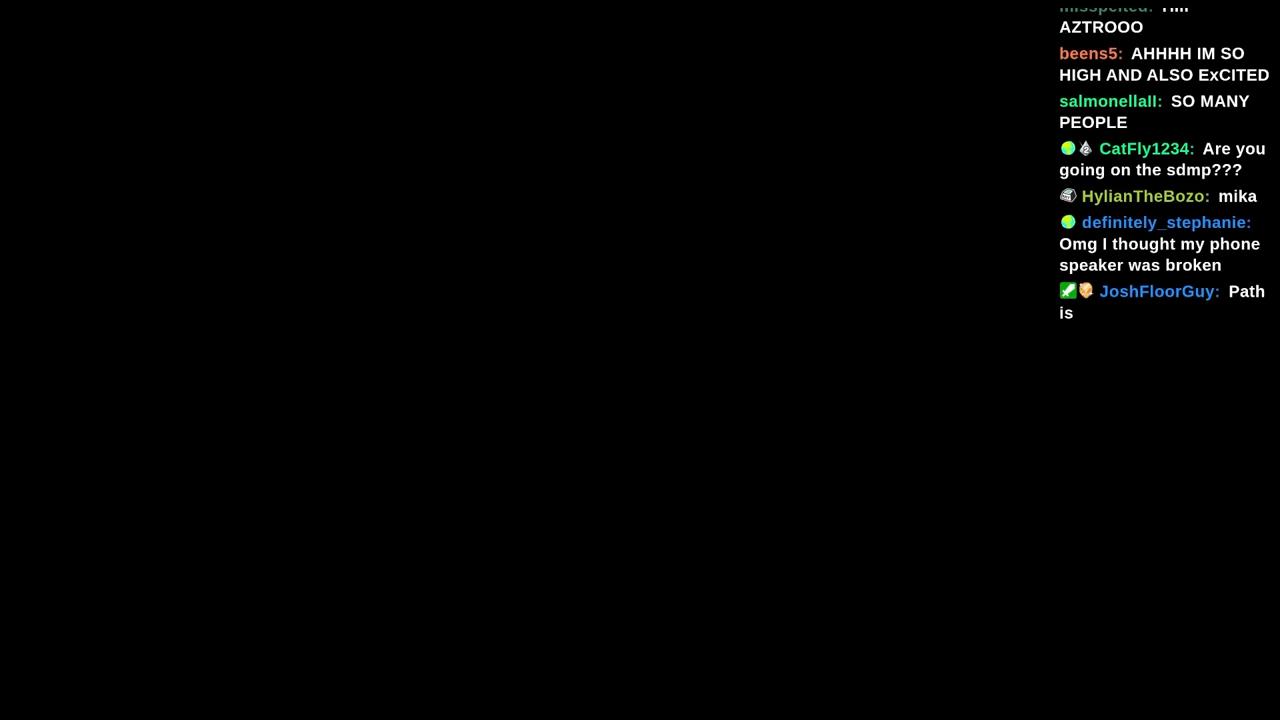 AZTROOO
beens5: AHHHH IM SO
HIGH AND ALSO ExCITED
salmonellaII: SO MANY
PEOPLE
CatFly1234: Are you
going on the sdmp???
HylianTheBozo: mika
definitely_stephanie:
Omg I thought my phone
speaker was broken
JoshFloorGuy: Path
is